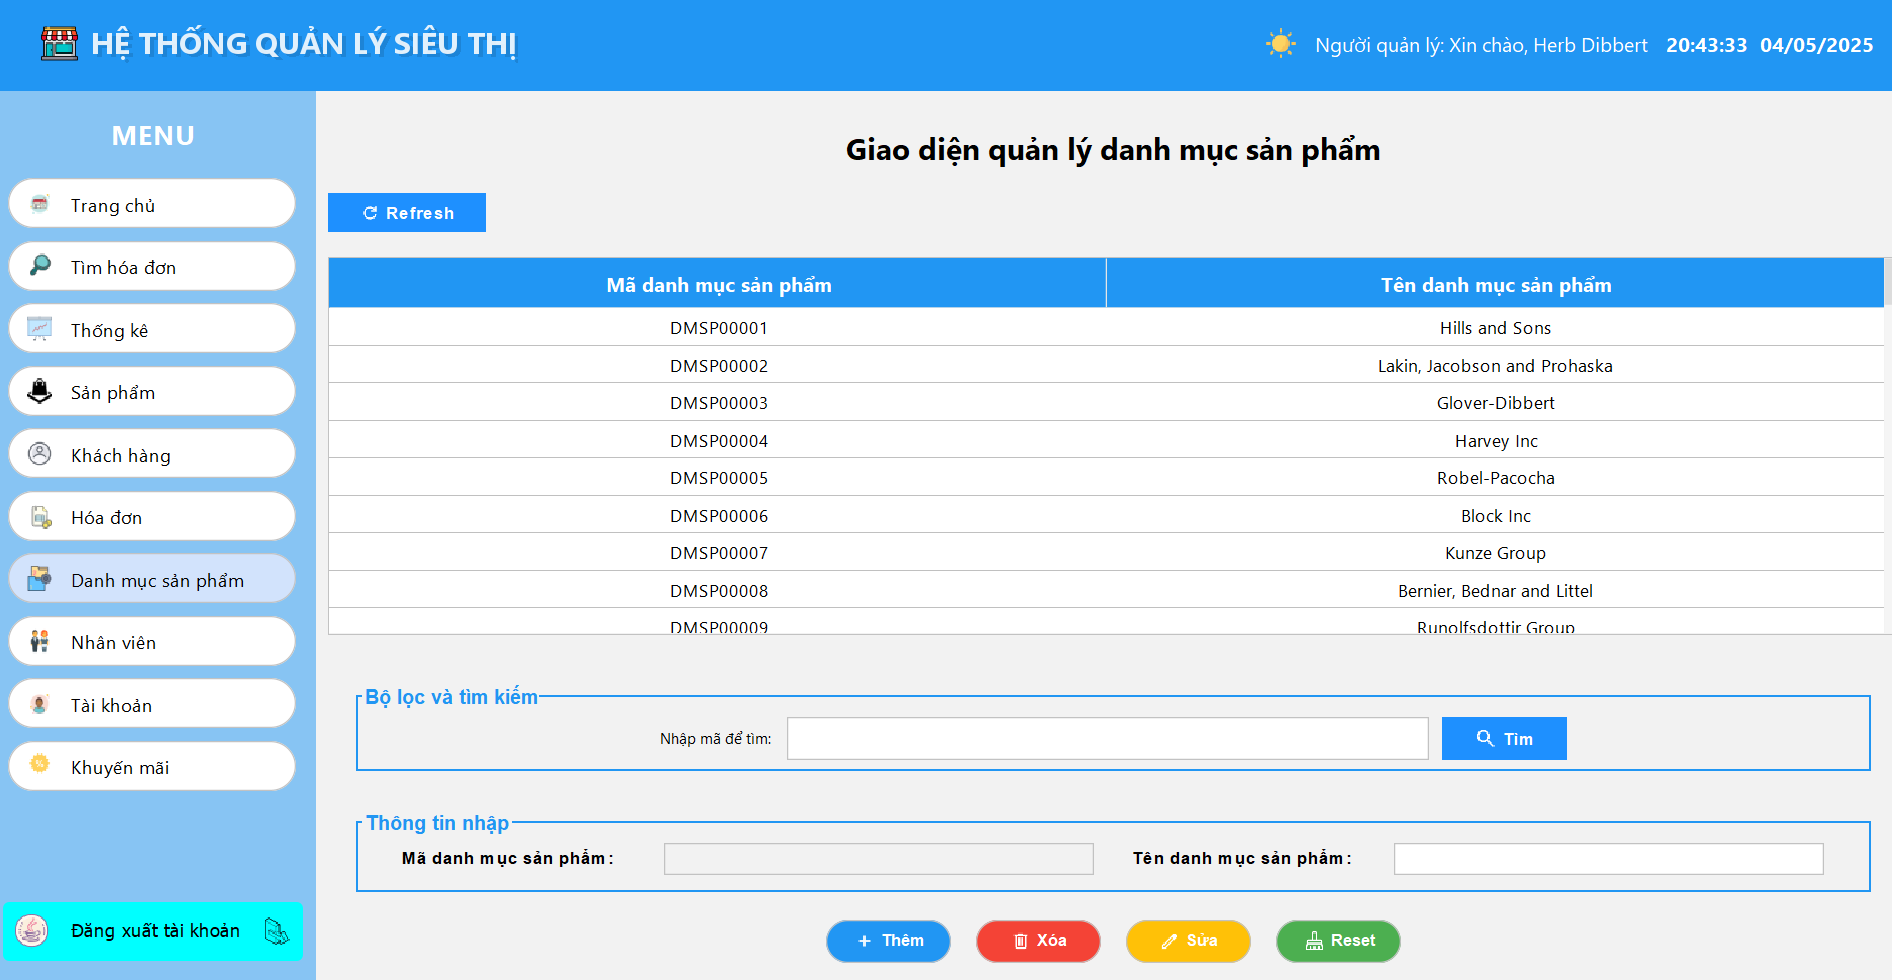 HỆ THỐNG QUẢN LÝ SIÊU THỊ
Người quản lý: Xin chào, Herb Dibbert 20:43:33 04/05/2025
MENU
Trang chủ
Tìm hóa đơn
Thống kê
Sản phẩm
Khách hàng
Hóa đơn
Danh mục sản phẩm
Nhân viên
Tài khoản
Khuyến mãi
Đăng xuất tài khoản
Giao diện quản lý danh mục sản phẩm
Refresh
Mã danh mục sản phẩm Tên danh mục sản phẩm
DMSP00001 Hills and Sons
DMSP00002 Lakin, Jacobson and Prohaska
DMSP00003 Glover-Dibbert
DMSP00004 Harvey Inc
DMSP00005 Robel-Pacocha
DMSP00006 Block Inc
DMSP00007 Kunze Group
DMSP00008 Bernier, Bednar and Littel
DMSP00009 Runolfsdottir Group
Bộ lọc và tìm kiếm
Nhập mã để tìm: Tìm
Thông tin nhập
Mã danh mục sản phẩm: Tên danh mục sản phẩm:
Thêm Xóa Sửa Reset